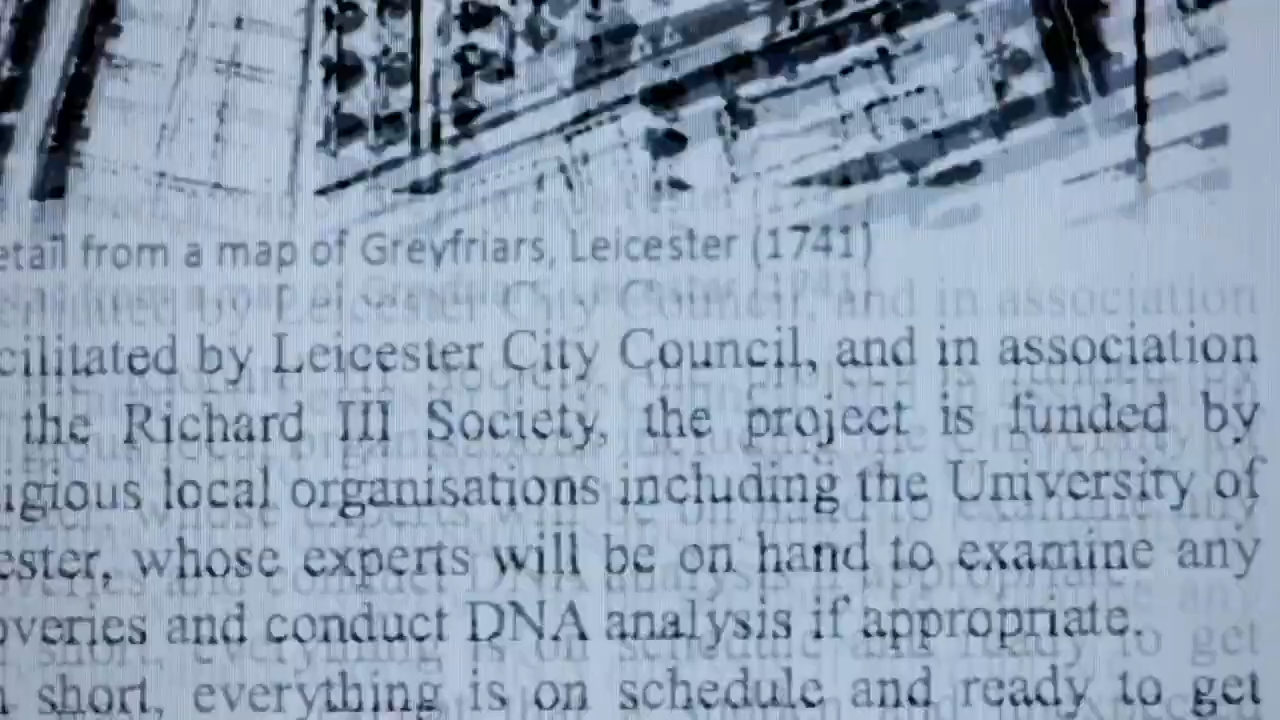 etail from a map of Greyfriars, Leicester (1741)
cilitated by Leicester City Council, and in association
the Richard III Society, the project is funded by
igious local organisations including the University of
ester, whose experts will be on hand to examine any
overies and conduct DNA analysis if appropriate.
short, everything is on schedule and ready to get